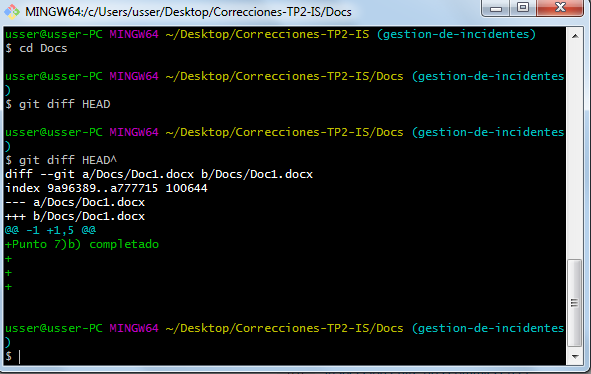 MINGW64:/c/Users/usser/Desktop/Correcciones-TP2-IS/Docs
usser@usser-PC MINGW64 ~/Desktop/Correcciones-TP2-IS (gestion-de-incidentes)
$ cd Docs
usser@usser-PC MINGW64 ~/Desktop/Correcciones-TP2-IS/Docs (gestion-de-incidentes
)
$ git diff HEAD
usser@usser-PC MINGW64 ~/Desktop/Correcciones-TP2-IS/Docs (gestion-de-incidentes
)
$ git diff HEAD^
diff --git a/Docs/Doc1.docx b/Docs/Doc1.docx
index 9a96389..a777715 100644
--- a/Docs/Doc1.docx
+++ b/Docs/Doc1.docx
@@ -1 +1,5 @@
+Punto 7)b) completado
+
+
+
usser@usser-PC MINGW64 ~/Desktop/Correcciones-TP2-IS/Docs (gestion-de-incidentes
)
$